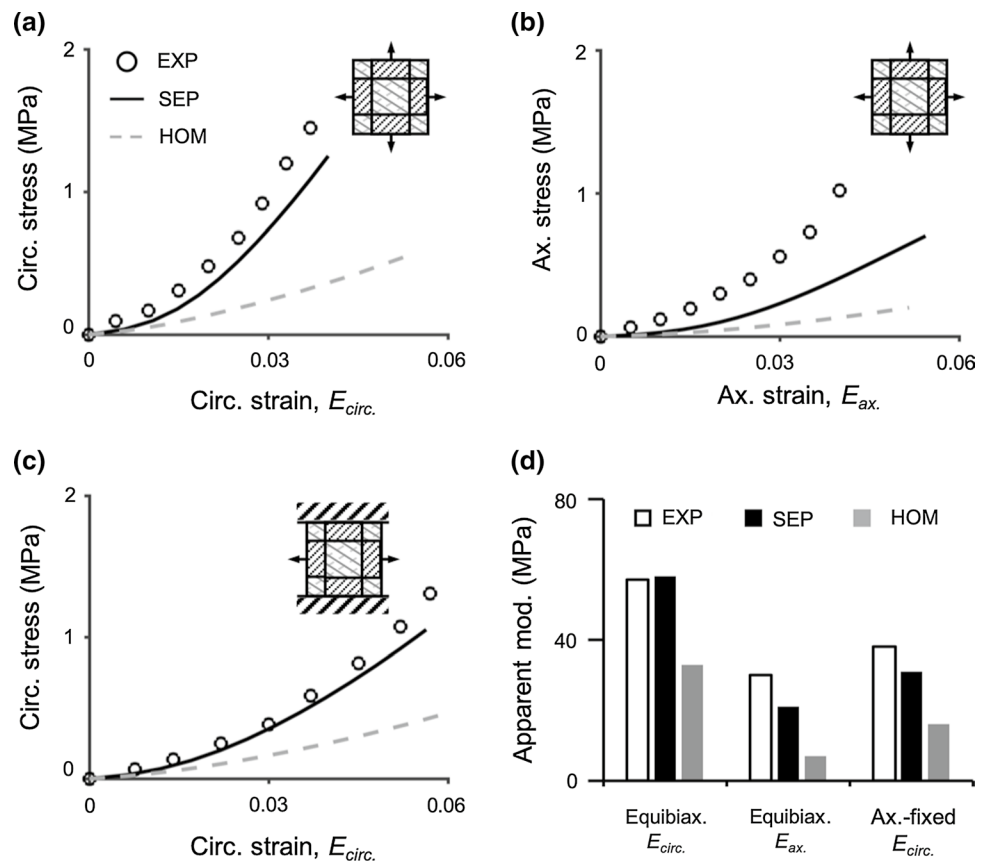 (a)
2
EXP
SEP
HOM
1
0
0
0.03
0.06
Circ. stress (MPa)
Circ. strain, Ecirc.
(b)
2
1
0
0
0.03
0.06
Ax. stress (MPa)
Ax. strain, Eax.
(c)
2
1
0
0
0.03
0.06
Circ. stress (MPa)
Circ. strain, Ecirc.
(d)
80
EXP SEP HOM
40
0
Apparent mod. (MPa)
Equibiax. Equibiax. Ax.-fixed
Ecirc. Eax. Ecirc.